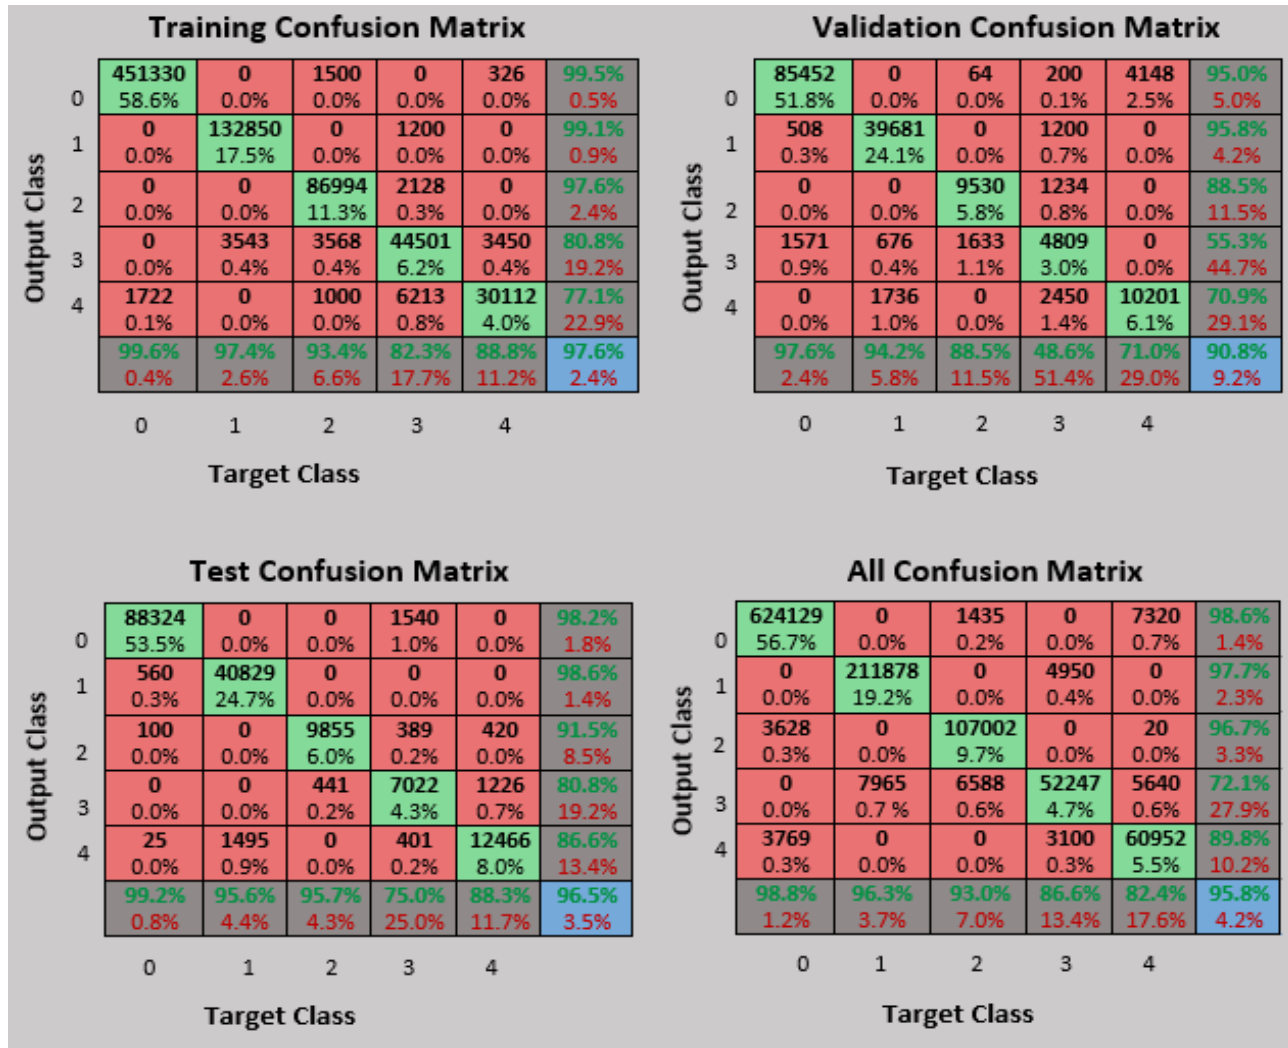 Training Confusion Matrix
451330 0 1500 0 326 99.5%
0 58.6% 0.0% 0.0% 0.0% 0.0% 0.5%
0 132850 0 1200 0 99.1%
1 0.0% 17.5% 0.0% 0.0% 0.0% 0.9%
0 0 86994 2128 0 97.6%
2 0.0% 0.0% 11.3% 0.3% 0.0% 2.4%
0 3543 3568 44501 3450 80.8%
3 0.0% 0.4% 0.4% 6.2% 0.4% 19.2%
1722 0 1000 6213 30112 77.1%
4 0.1% 0.0% 0.0% 0.8% 4.0% 22.9%
99.6% 97.4% 93.4% 82.3% 88.8% 97.6%
0.4% 2.6% 6.6% 17.7% 11.2% 2.4%
0 1 2 3 4
Output Class
Target Class
Validation Confusion Matrix
85452 0 64 200 4148 95.0%
0 51.8% 0.0% 0.0% 0.1% 2.5% 5.0%
508 39681 0 1200 0 95.8%
1 0.3% 24.1% 0.0% 0.7% 0.0% 4.2%
0 0 9530 1234 0 88.5%
2 0.0% 0.0% 5.8% 0.8% 0.0% 11.5%
1571 676 1633 4809 0 55.3%
3 0.9% 0.4% 1.1% 3.0% 0.0% 44.7%
0 1736 0 2450 10201 70.9%
4 0.0% 1.0% 0.0% 1.4% 6.1% 29.1%
97.6% 94.2% 88.5% 48.6% 71.0% 90.8%
2.4% 5.8% 11.5% 51.4% 29.0% 9.2%
0 1 2 3 4
Output Class
Target Class
Test Confusion Matrix
88324 0 0 1540 0 98.2%
0 53.5% 0.0% 0.0% 1.0% 0.0% 1.8%
560 40829 0 0 0 98.6%
1 0.3% 24.7% 0.0% 0.0% 0.0% 1.4%
100 0 9855 389 420 91.5%
2 0.0% 0.0% 6.0% 0.2% 0.0% 8.5%
0 0 441 7022 1226 80.8%
3 0.0% 0.0% 0.2% 4.3% 0.7% 19.2%
25 1495 0 401 12466 86.6%
4 0.0% 0.9% 0.0% 0.2% 8.0% 13.4%
99.2% 95.6% 95.7% 75.0% 88.3% 96.5%
0.8% 4.4% 4.3% 25.0% 11.7% 3.5%
0 1 2 3 4
Output Class
Target Class
All Confusion Matrix
624129 0 1435 0 7320 98.6%
0 56.7% 0.0% 0.2% 0.0% 0.7% 1.4%
0 211878 0 4950 0 97.7%
1 0.0% 19.2% 0.0% 0.4% 0.0% 2.3%
3628 0 107002 0 20 96.7%
2 0.3% 0.0% 9.7% 0.0% 0.0% 3.3%
0 7965 6588 52247 5640 72.1%
3 0.0% 0.7 % 0.6% 4.7% 0.6% 27.9%
3769 0 0 3100 60952 89.8%
4 0.3% 0.0% 0.0% 0.3% 5.5% 10.2%
98.8% 96.3% 93.0% 86.6% 82.4% 95.8%
1.2% 3.7% 7.0% 13.4% 17.6% 4.2%
0 1 2 3 4
Output Class
Target Class